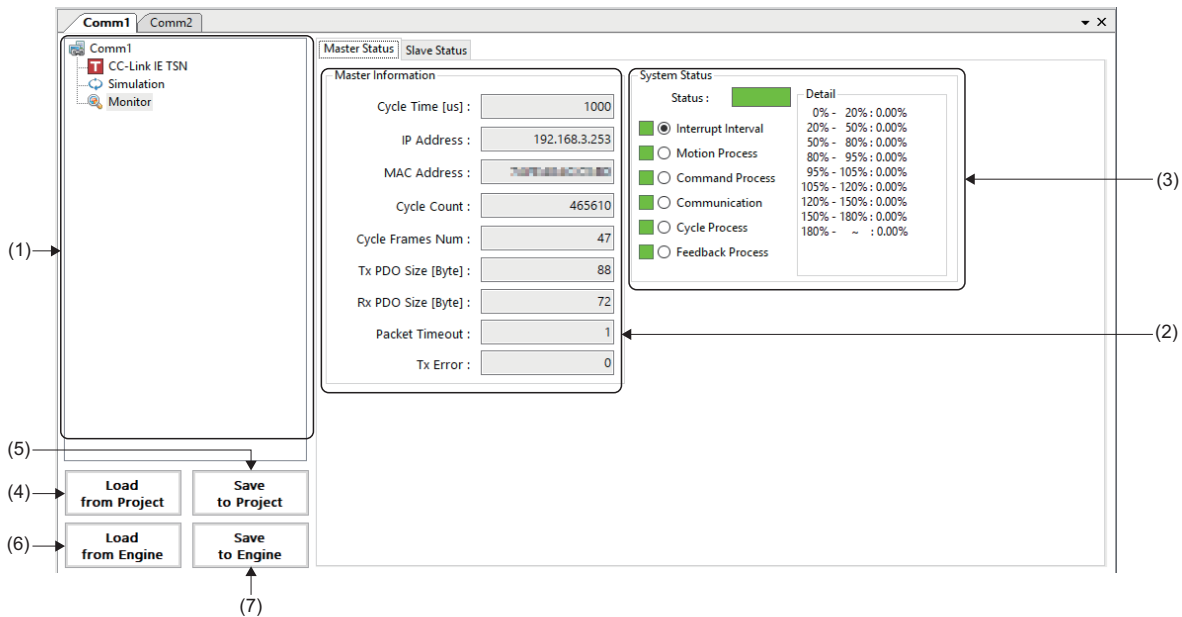 Comm1 Comm2
Comm1
CC-Link IE TSN
Simulation
Monitor
Master Status Slave Status
Master Information
Cycle Time [us] : 1000
IP Address : 192.168.3.253
MAC Address :
Cycle Count : 465610
Cycle Frames Num : 47
Tx PDO Size [Byte] : 88
Rx PDO Size [Byte] : 72
Packet Timeout : 1
Tx Error : 0
System Status
Status :
Interrupt Interval
Motion Process
Command Process
Communication
Cycle Process
Feedback Process
Detail
0% - 20% : 0.00%
20% - 50% : 0.00%
50% - 80% : 0.00%
80% - 95% : 0.00%
95% - 105% : 0.00%
105% - 120% : 0.00%
120% - 150% : 0.00%
150% - 180% : 0.00%
180% - ~ : 0.00%
(1)
(2)
(3)
(4)
(5)
(6)
(7)
Load
from Project
Save
to Project
Load
from Engine
Save
to Engine